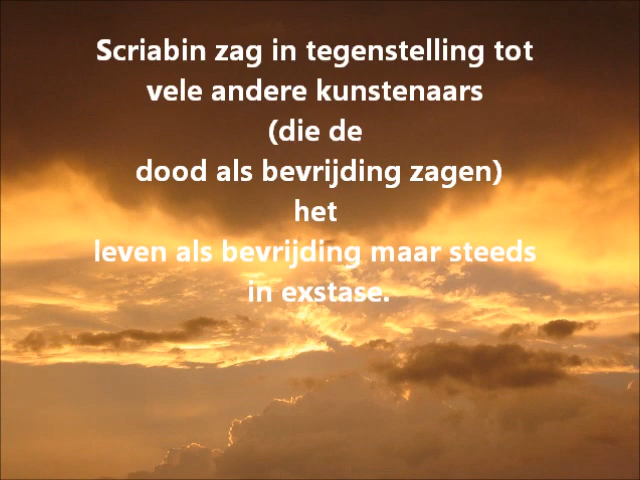 Scriabin zag in tegenstelling tot
vele andere kunstenaars
(die de
dood als bevrijding zagen)
het
leven als bevrijding maar steeds
in exstase.